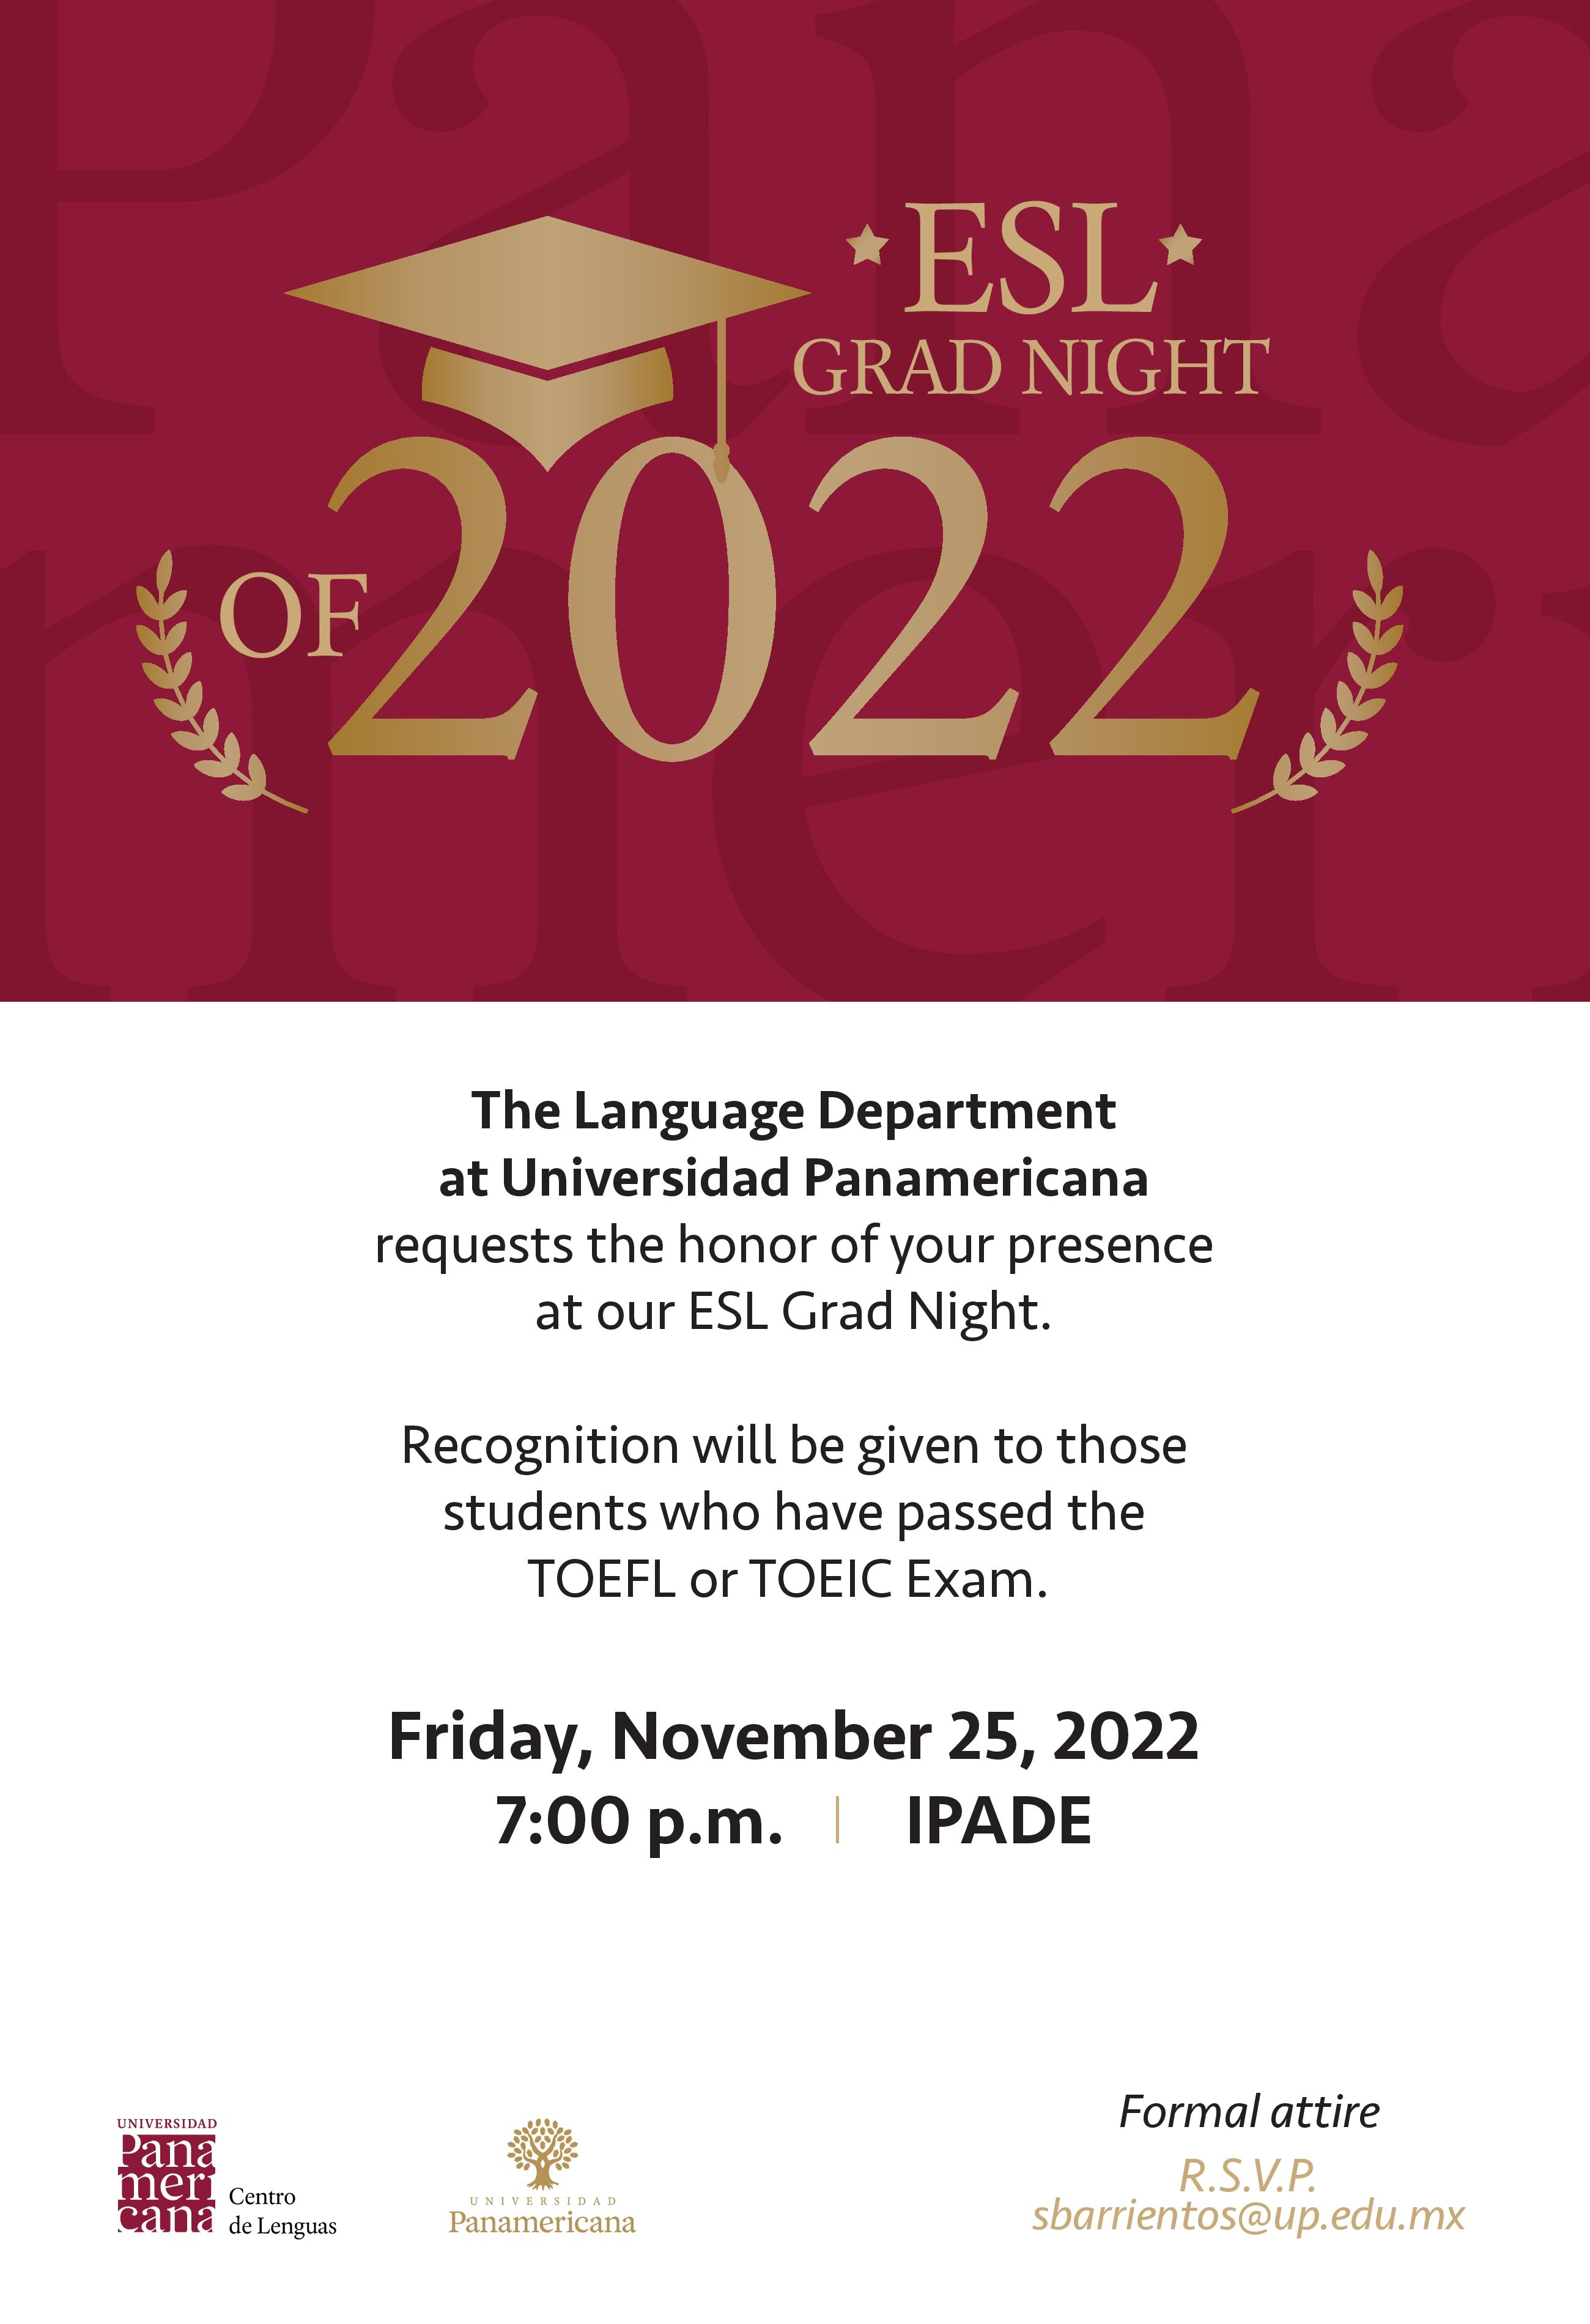 ESL
GRAD NIGHT
OF 2022
The Language Department
at Universidad Panamericana
requests the honor of your presence
at our ESL Grad Night.
Recognition will be given to those
students who have passed the
TOEFL or TOEIC Exam.
Friday, November 25, 2022
7:00 p.m. | IPADE
UNIVERSIDAD
Pana
meri
cana
Centro
de Lenguas
UNIVERSIDAD
Panamericana
Formal attire
R.S.V.P.
sbarrientos@up.edu.mx